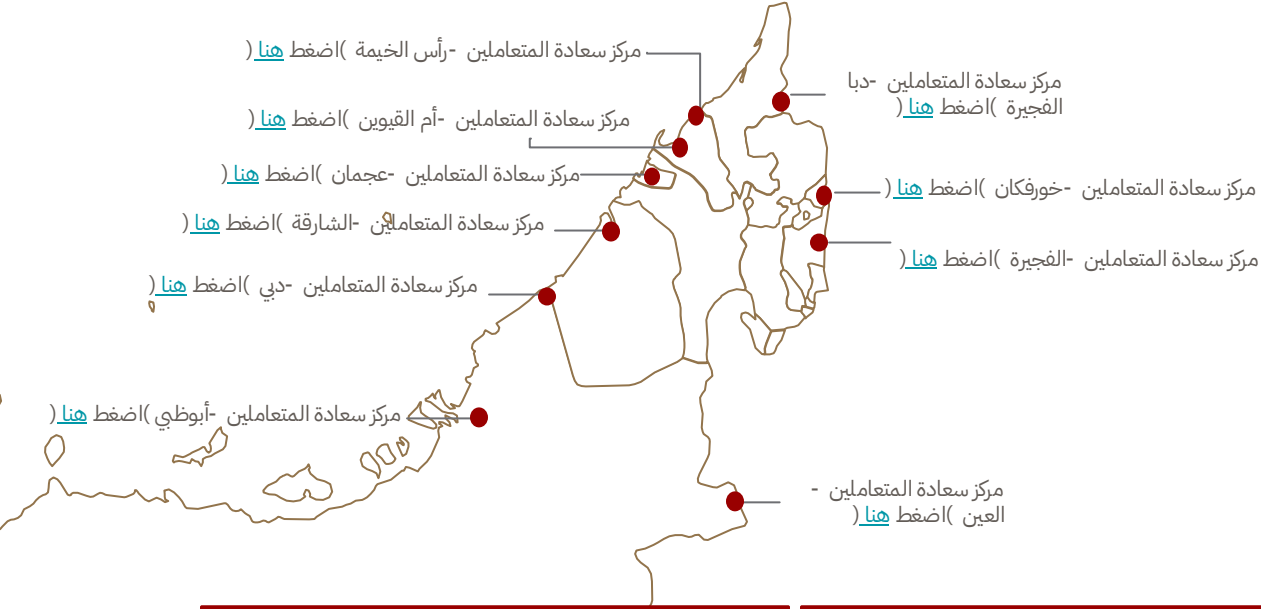 مركز سعادة المتعاملين -رأس الخيمة )اضغط هنا (
مركز سعادة المتعاملين -دبا
الفجيرة )اضغط هنا (
مركز سعادة المتعاملين -أم القيوين )اضغط هنا (
مركز سعادة المتعاملين -عجمان )اضغط هنا (
مركز سعادة المتعاملين -خورفكان )اضغط هنا (
مركز سعادة المتعاملين -الشارقة )اضغط هنا (
مركز سعادة المتعاملين -الفجيرة )اضغط هنا (
مركز سعادة المتعاملين -دبي )اضغط هنا (
مركز سعادة المتعاملين -أبوظبي )اضغط هنا (
مركز سعادة المتعاملين -
العين )اضغط هنا (